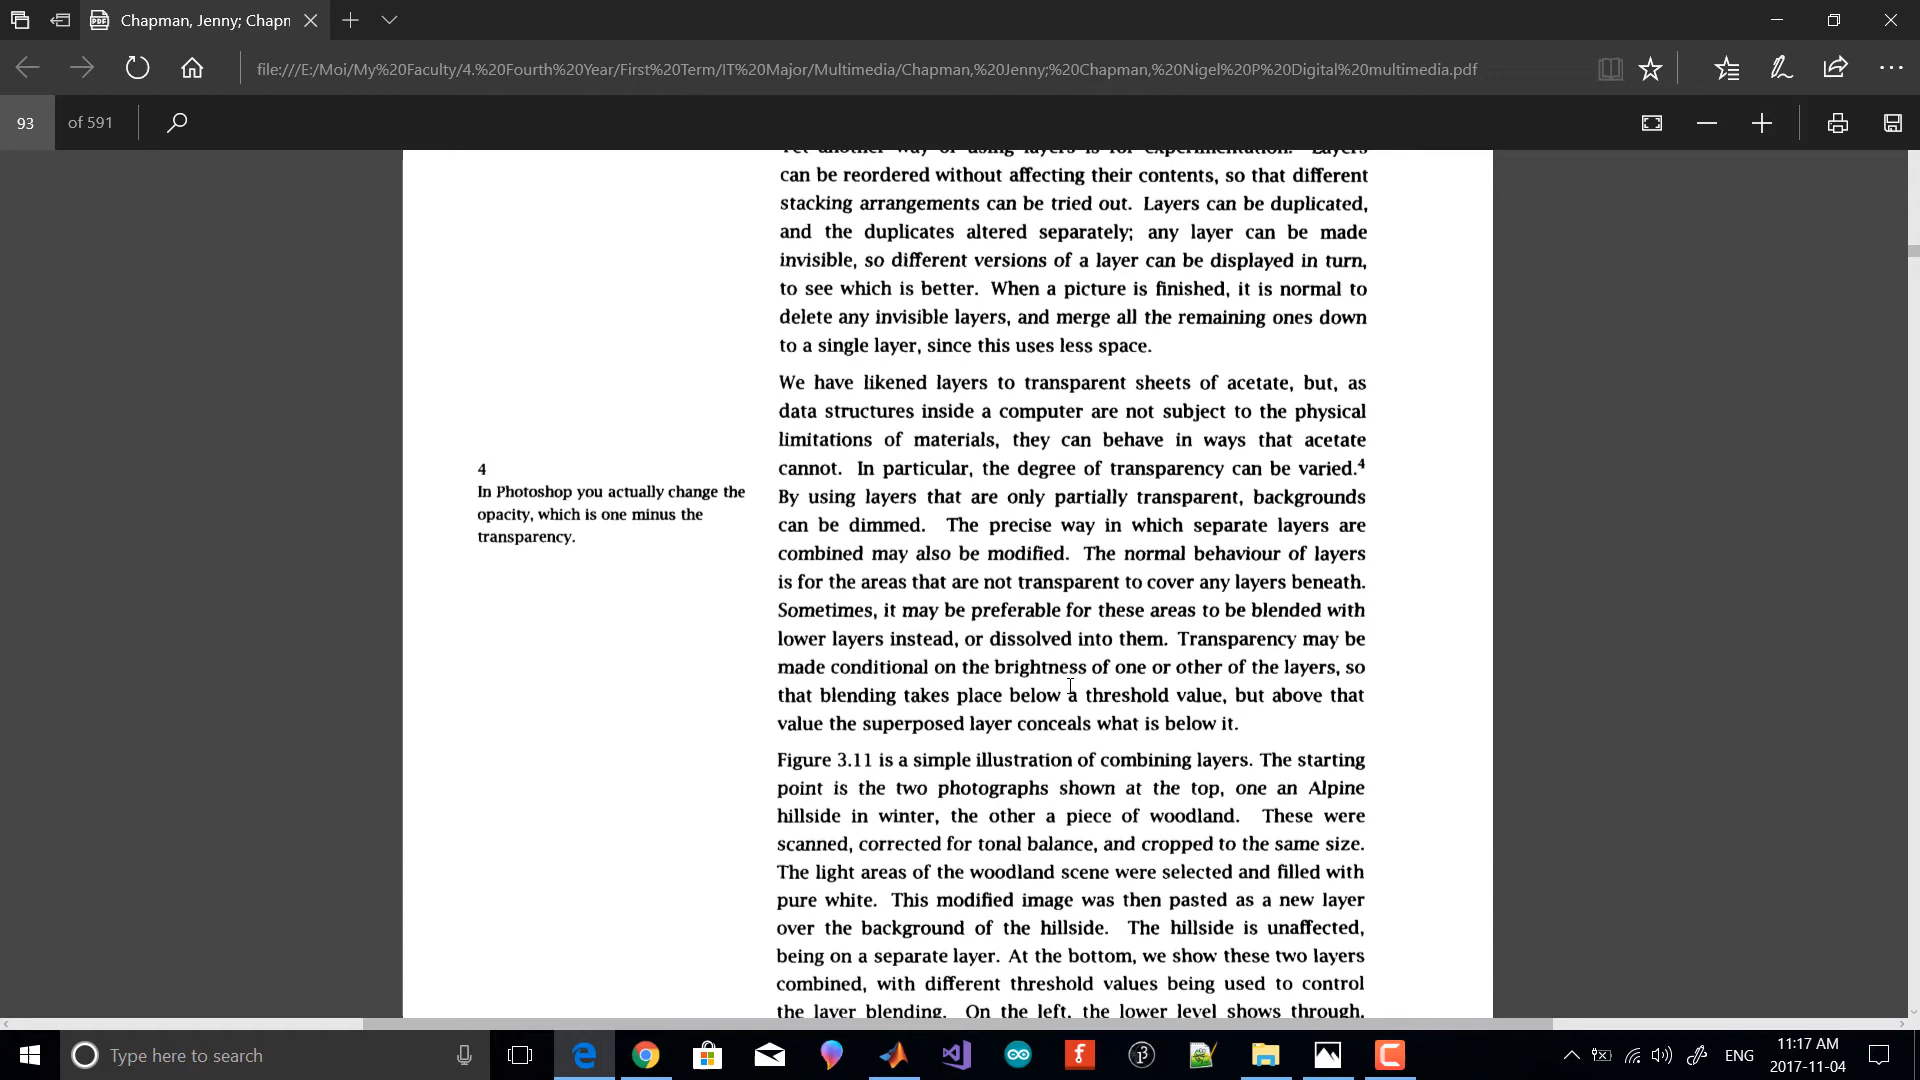 Chapman, Jenny; Chapn
file:///E:/Moi/My%20Faculty/4.%20Fourth%20Year/First%20Term/IT%20Major/Multimedia/Chapman,%20Jenny;%20Chapman,%20Nigel%20P%20Digital%20multimedia.pdf
93 of 591
Yet another way of using layers is for experimentation. Layers
can be reordered without affecting their contents, so that different
stacking arrangements can be tried out. Layers can be duplicated,
and the duplicates altered separately; any layer can be made
invisible, so different versions of a layer can be displayed in turn,
to see which is better. When a picture is finished, it is normal to
delete any invisible layers, and merge all the remaining ones down
to a single layer, since this uses less space.
We have likened layers to transparent sheets of acetate, but, as
data structures inside a computer are not subject to the physical
limitations of materials, they can behave in ways that acetate
cannot. In particular, the degree of transparency can be varied.4
By using layers that are only partially transparent, backgrounds
can be dimmed. The precise way in which separate layers are
combined may also be modified. The normal behaviour of layers
is for the areas that are not transparent to cover any layers beneath.
Sometimes, it may be preferable for these areas to be blended with
lower layers instead, or dissolved into them. Transparency may be
made conditional on the brightness of one or other of the layers, so
that blending takes place below a threshold value, but above that
value the superposed layer conceals what is below it.
4
In Photoshop you actually change the
opacity, which is one minus the
transparency.
Figure 3.11 is a simple illustration of combining layers. The starting
point is the two photographs shown at the top, one an Alpine
hillside in winter, the other a piece of woodland. These were
scanned, corrected for tonal balance, and cropped to the same size.
The light areas of the woodland scene were selected and filled with
pure white. This modified image was then pasted as a new layer
over the background of the hillside. The hillside is unaffected,
being on a separate layer. At the bottom, we show these two layers
combined, with different threshold values being used to control
the layer blending. On the left, the lower level shows through,
Type here to search
ENG
11:17 AM
2017-11-04